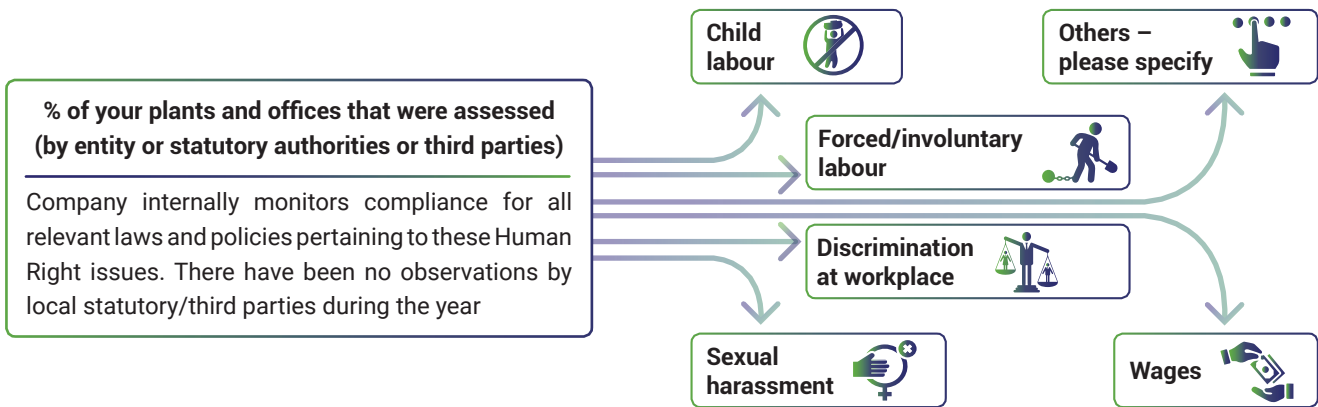 % of your plants and offices that were assessed
(by entity or statutory authorities or third parties)
Company internally monitors compliance for all
relevant laws and policies pertaining to these Human
Right issues. There have been no observations by
local statutory/third parties during the year
Child
labour
Others –
please specify
Forced/involuntary
labour
Discrimination
at workplace
Sexual
harassment
Wages